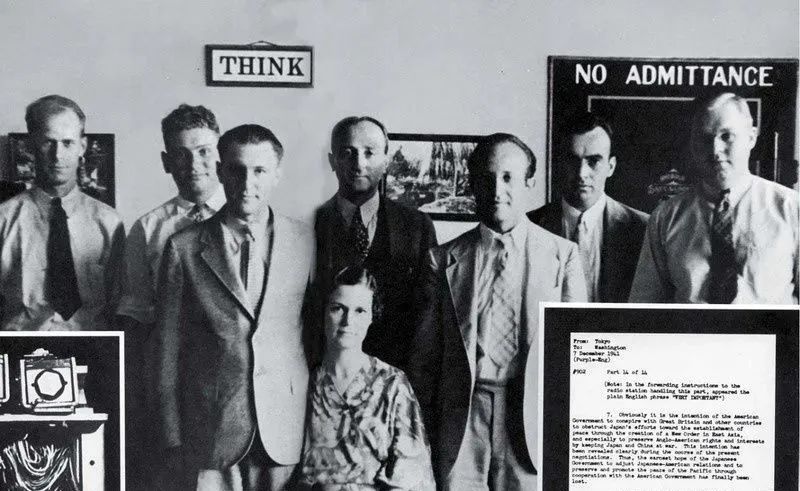 THINK
NO ADMITTANCE
From: Tokyo
To: Washington
7 December 1941
(Purple-Eng)
#902 Part 14 of 14
(Note: In the forwarding instructions to the
radio station handling this part, appeared the
plain English phrase "VERY IMPORTANT")
7. Obviously it is the intention of the American
Government to conspire with Great Britain and other countries
to obstruct Japan's efforts toward the establishment of
peace through the creation of a New Order in East Asia,
and especially to preserve Anglo-American rights and interests
by keeping Japan and China at war. This intention has
been revealed clearly during the course of the present
negotiations. Thus, the earnest hope of the Japanese
Government to adjust Japanese-American relations and to
preserve and promote the peace of the Pacific through
cooperation with the American Government has finally been
lost.